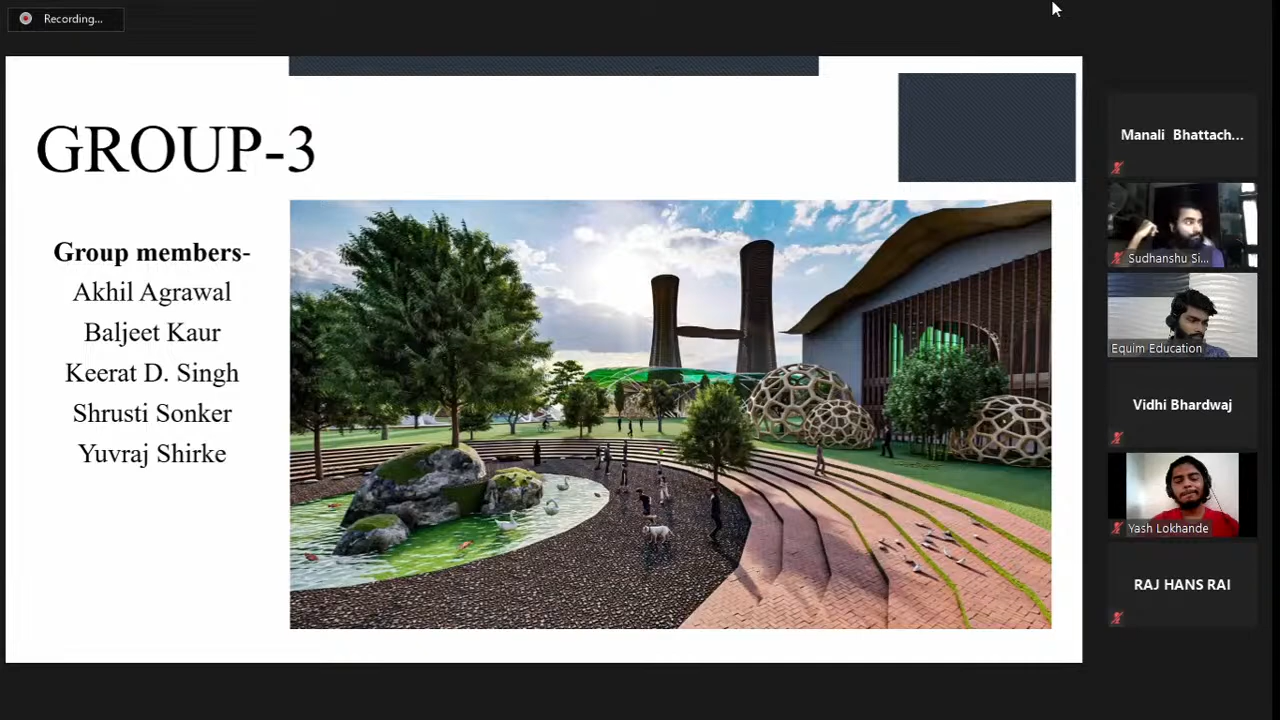 Recording...
GROUP-3
Group members-
Akhil Agrawal
Baljeet Kaur
Keerat D. Singh
Shrusti Sonker
Yuvraj Shirke
Manali Bhattach...
Sudhanshu Si...
Equim Education
Vidhi Bhardwaj
Yash Lokhande
RAJ HANS RAI